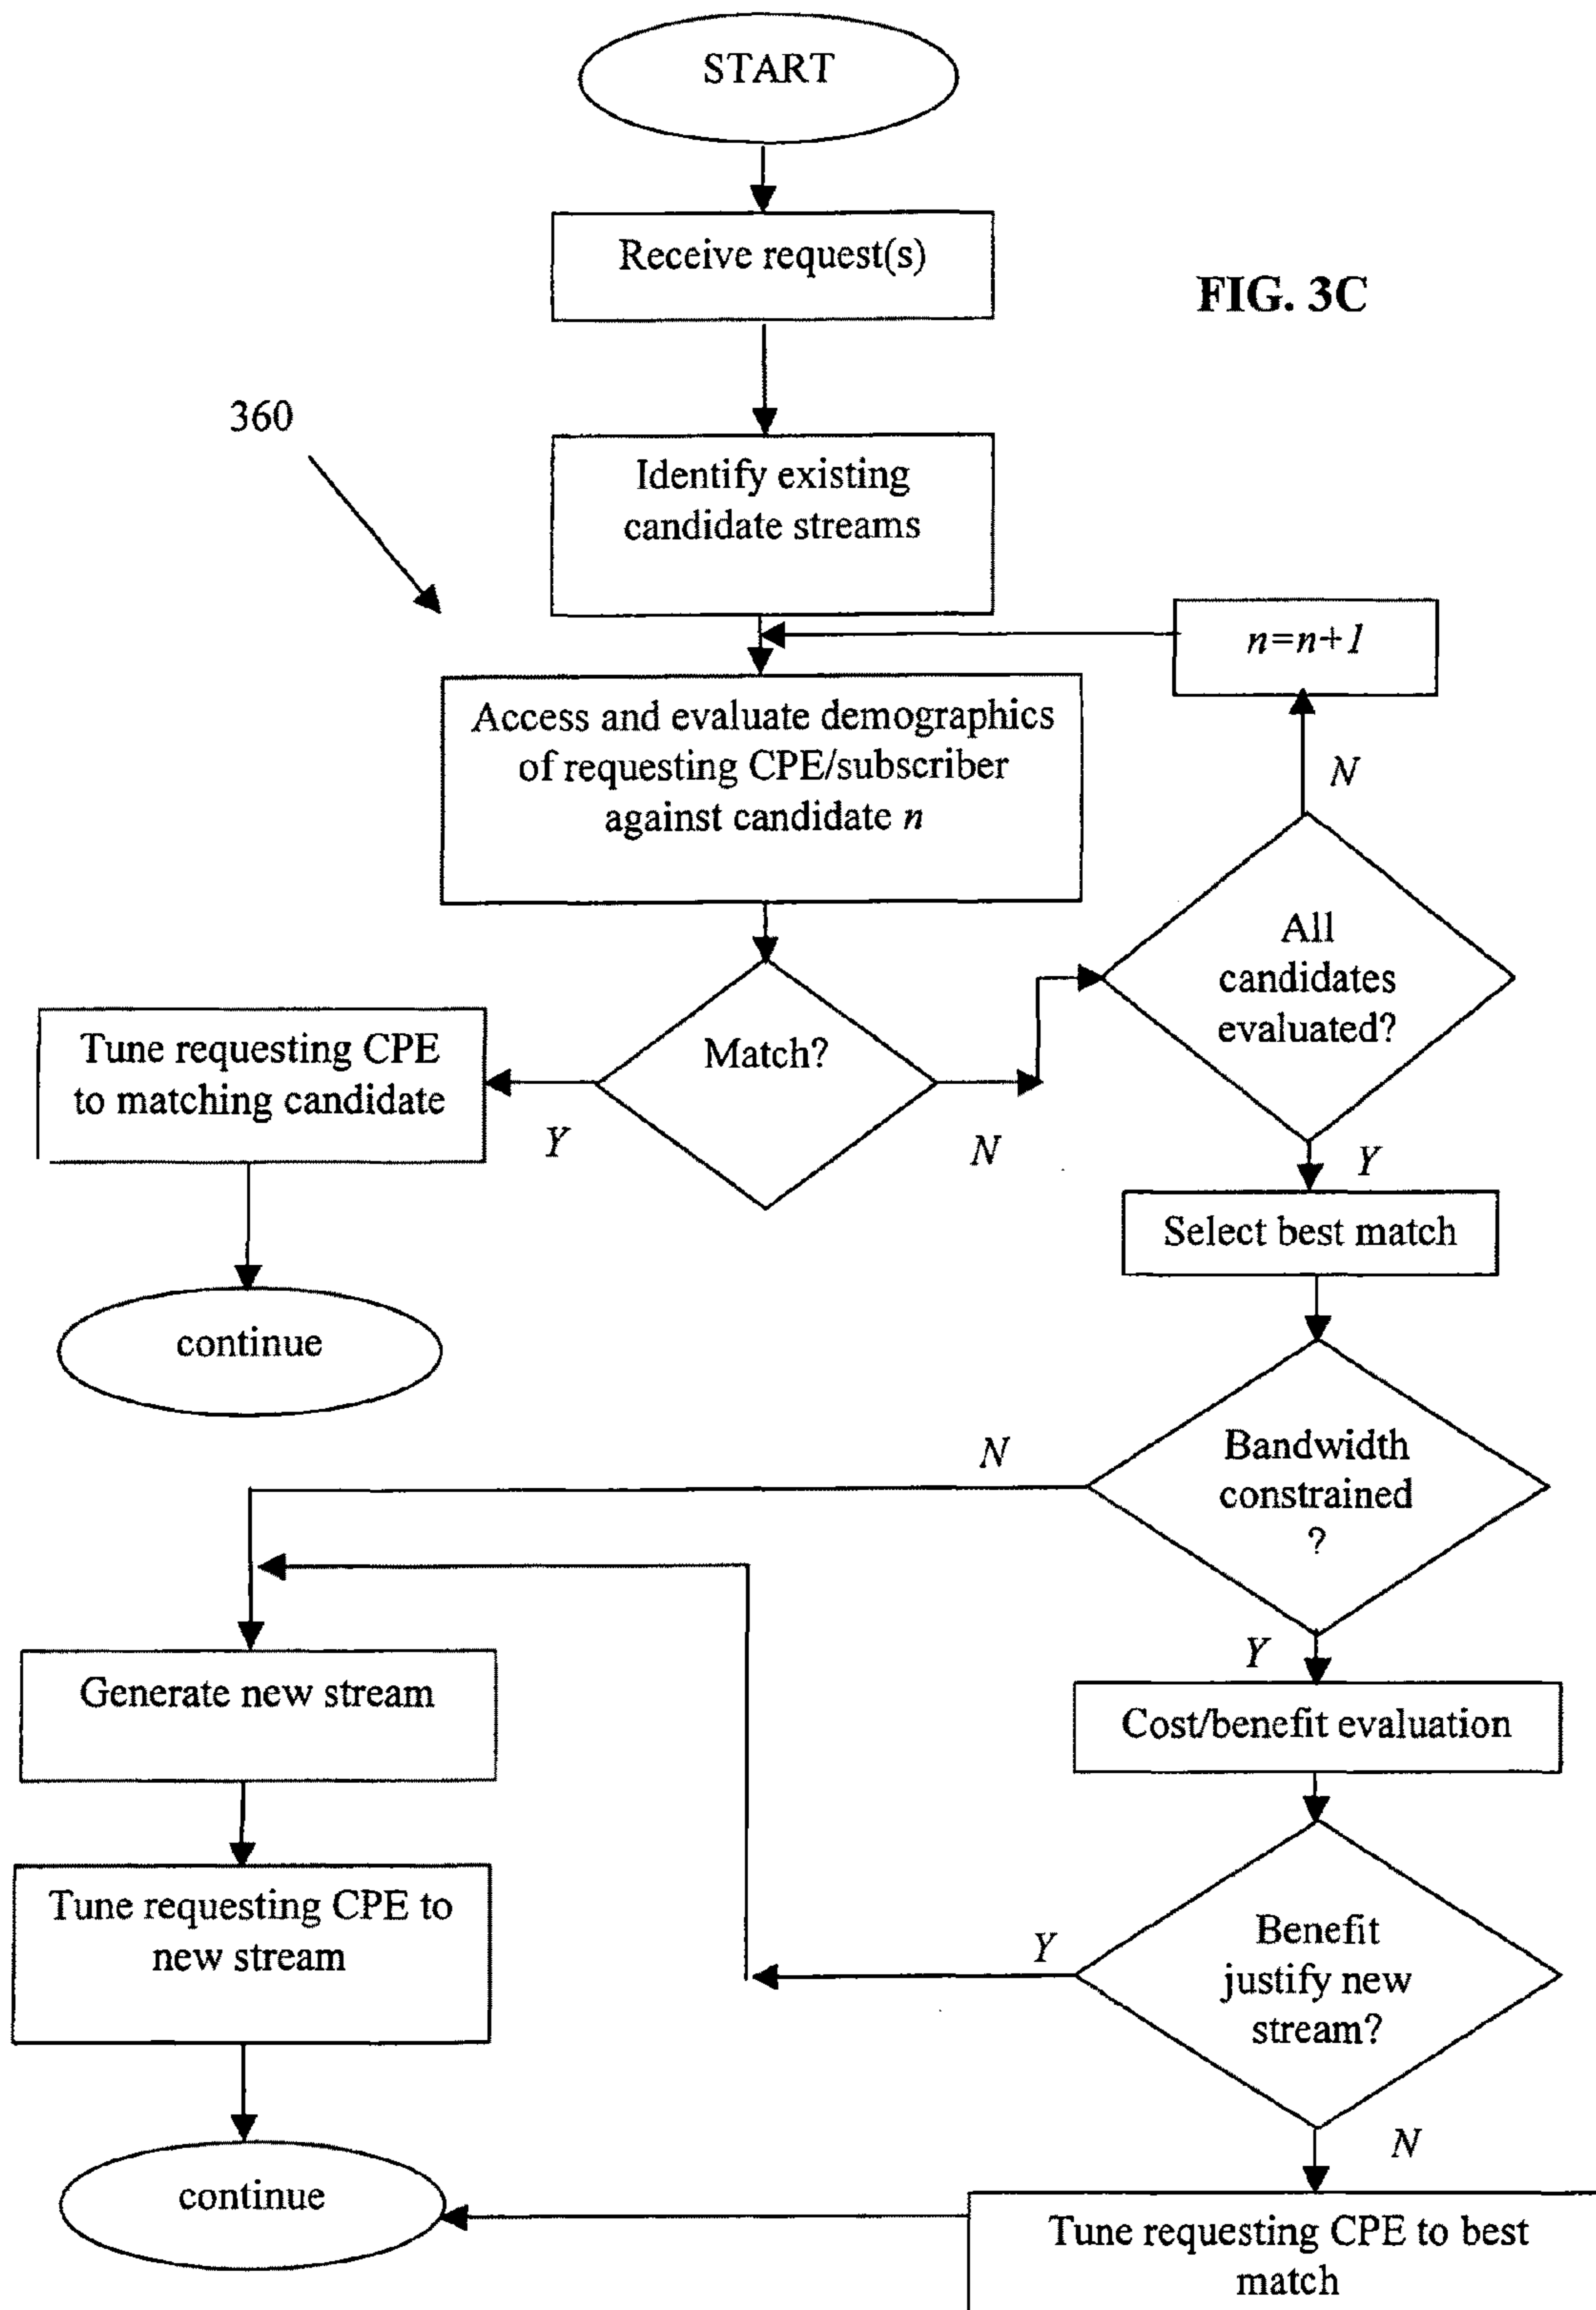 START
Receive request(s)
FIG. 3C
360
Identify existing
candidate streams
n=n+1
Access and evaluate demographics
of requesting CPE/subscriber
against candidate n
N
All
candidates
evaluated?
Match?
Tune requesting CPE
to matching candidate
Y
N
Y
Select best match
continue
Bandwidth
constrained
?
N
Y
Generate new stream
Cost/benefit evaluation
Tune requesting CPE to
new stream
Benefit
justify new
stream?
Y
N
continue
Tune requesting CPE to best
match